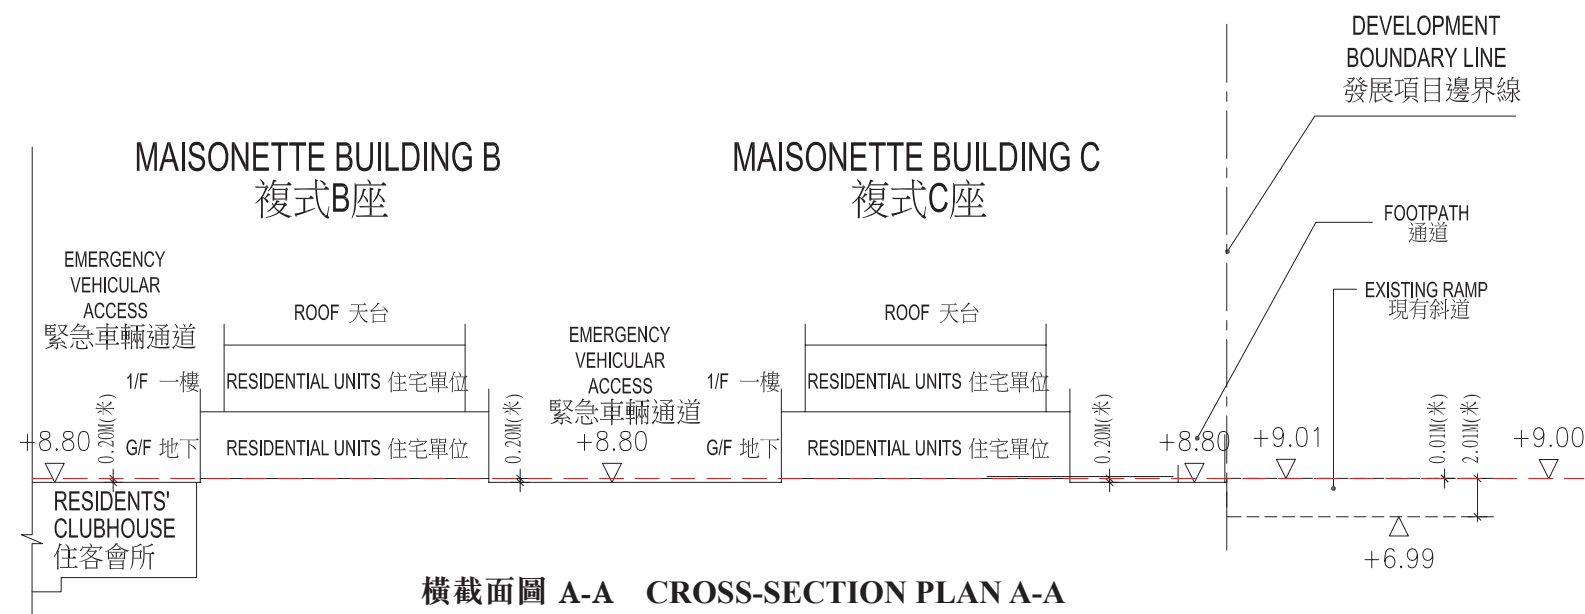 DEVELOPMENT
BOUNDARY LINE
發展項目邊界線
MAISONETTE BUILDING B
複式B座
MAISONETTE BUILDING C
複式C座
FOOTPATH
通道
EXISTING RAMP
現有斜道
EMERGENCY
VEHICULAR
ACCESS
緊急車輛通道
ROOF 天台
1/F 一樓
RESIDENTIAL UNITS 住宅單位
G/F 地下
RESIDENTIAL UNITS 住宅單位
+8.80
0.20M(米)
EMERGENCY
VEHICULAR
ACCESS
緊急車輛通道
0.20M(米)
+8.80
ROOF 天台
1/F 一樓
RESIDENTIAL UNITS 住宅單位
G/F 地下
RESIDENTIAL UNITS 住宅單位
0.20M(米)
+8.80
+9.01
0.01M(米)
2.01M(米)
+9.00
+6.99
RESIDENTS'
CLUBHOUSE
住客會所
橫截面圖 A-A CROSS-SECTION PLAN A-A